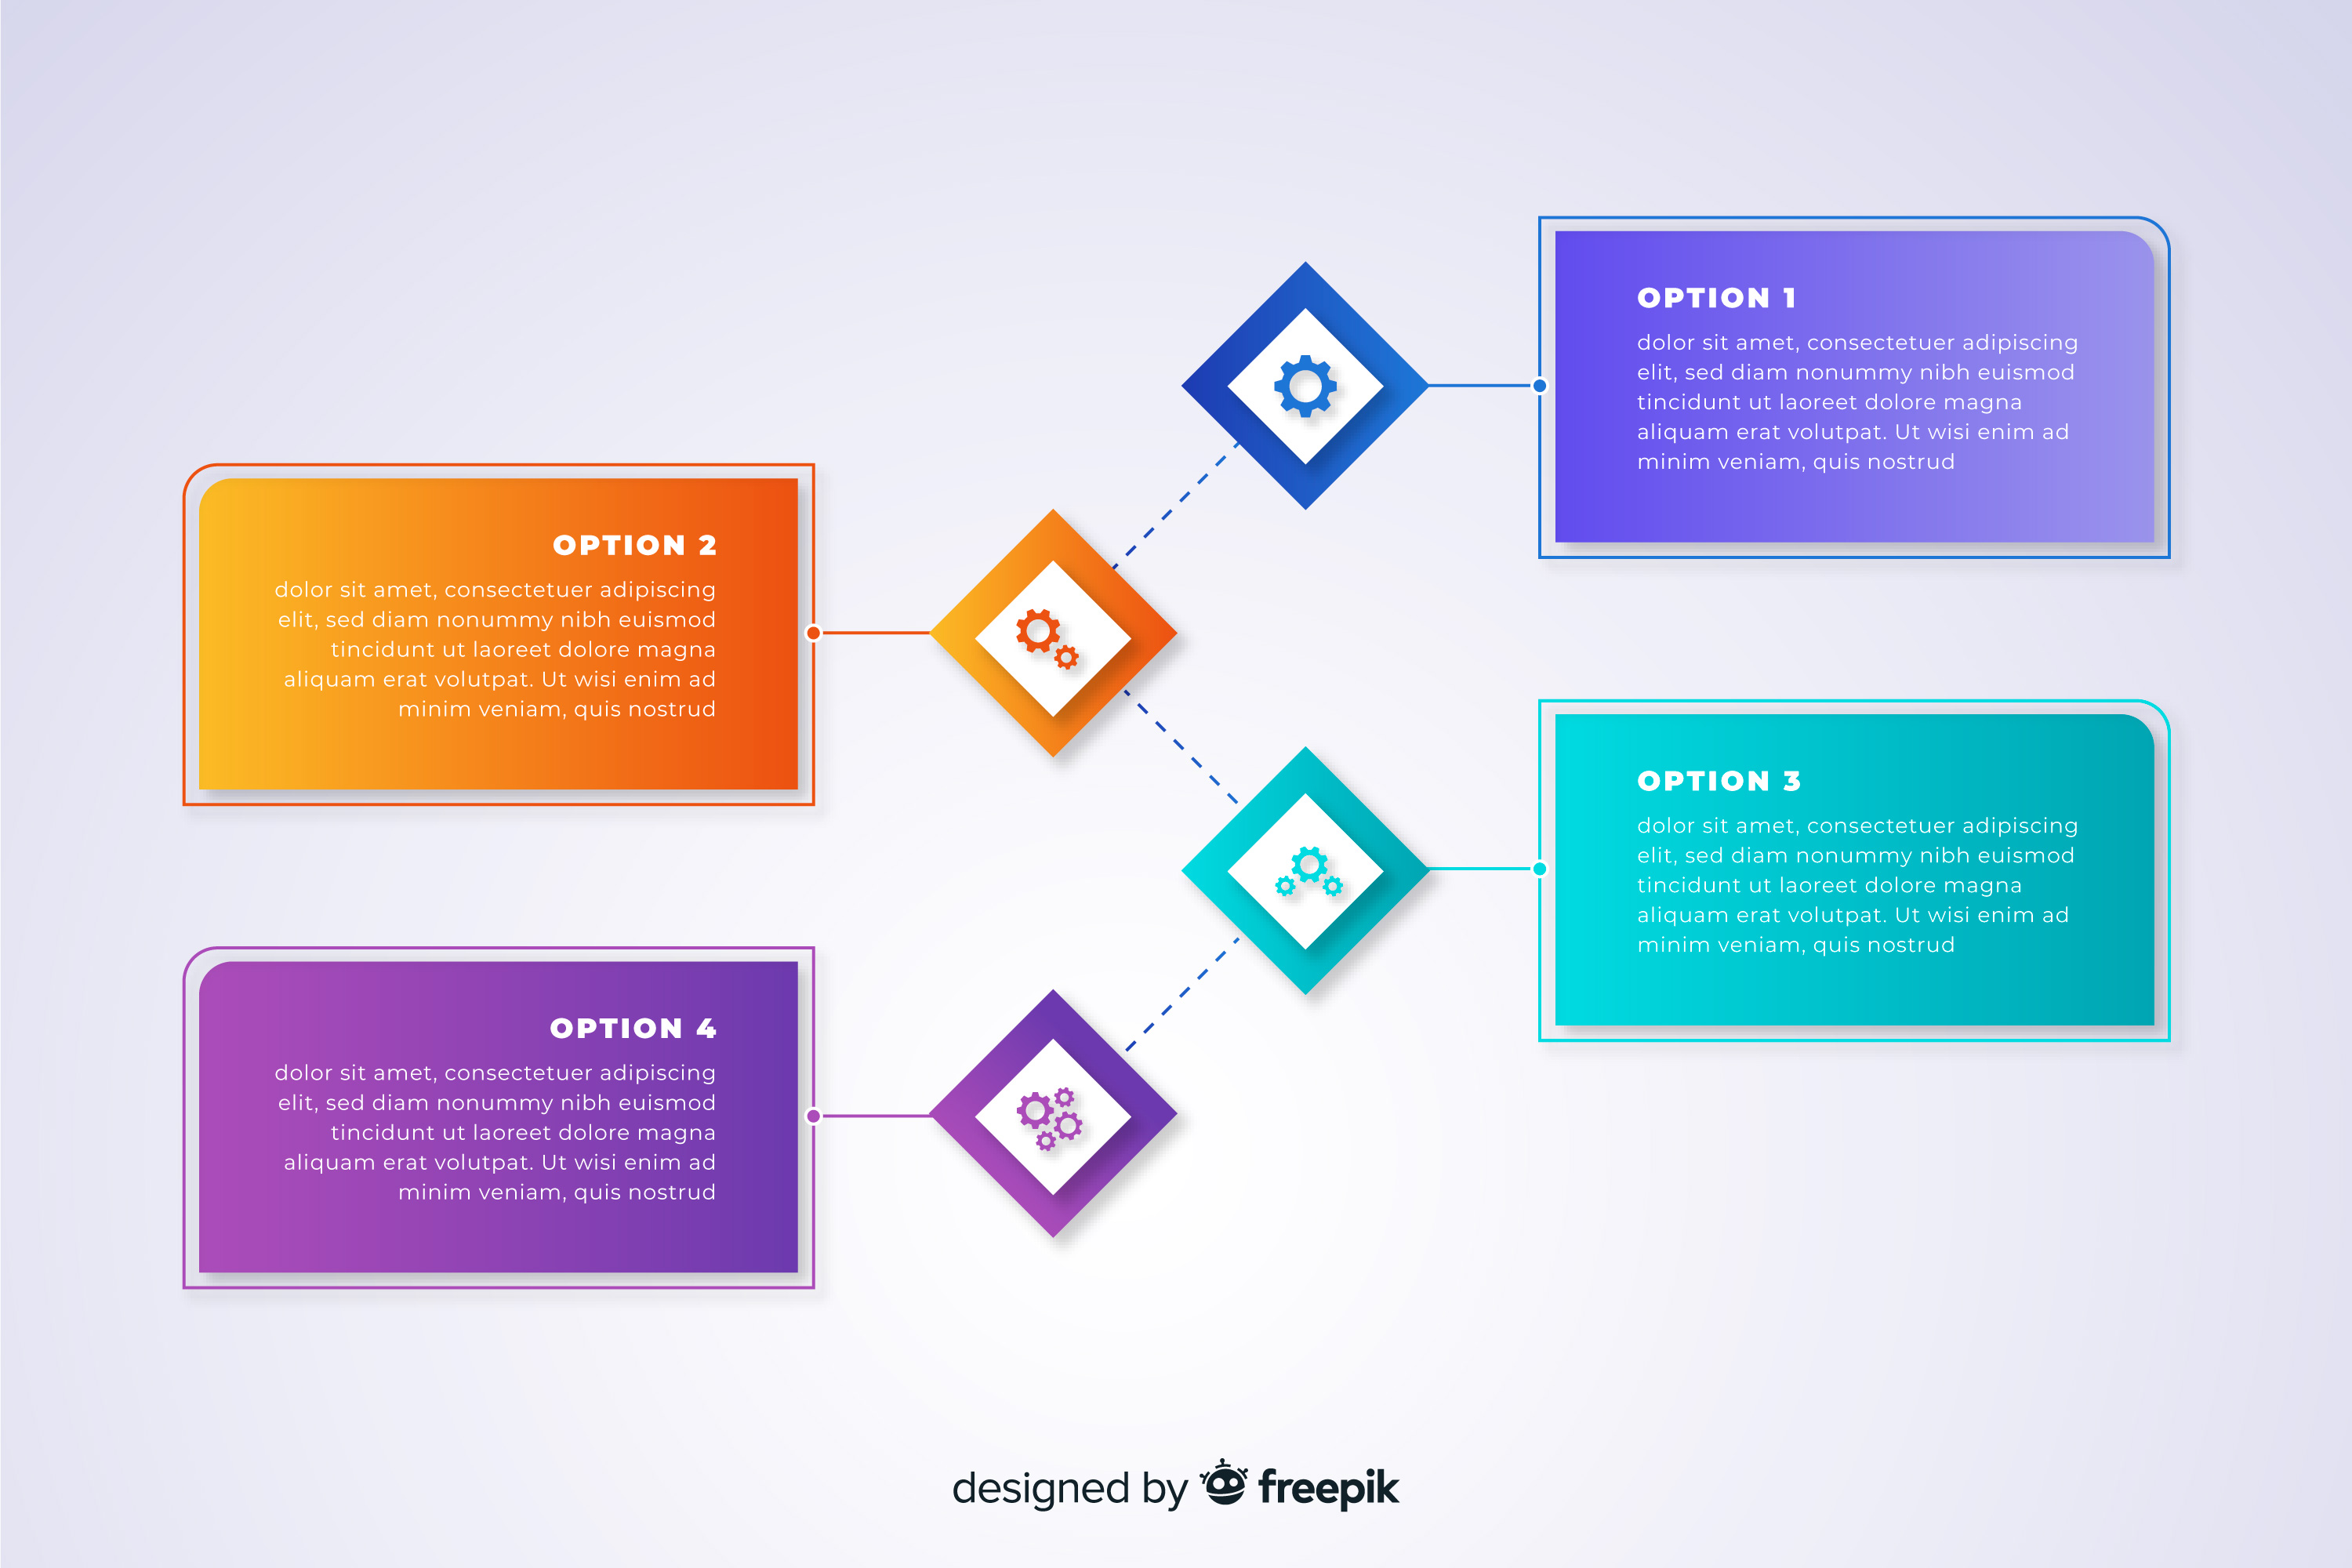 OPTION 1
dolor sit amet, consectetuer adipiscing
elit, sed diam nonummy nibh euismod
tincidunt ut laoreet dolore magna
aliquam erat volutpat. Ut wisi enim ad
minim veniam, quis nostrud
OPTION 2
dolor sit amet, consectetuer adipiscing
elit, sed diam nonummy nibh euismod
tincidunt ut laoreet dolore magna
aliquam erat volutpat. Ut wisi enim ad
minim veniam, quis nostrud
OPTION 3
dolor sit amet, consectetuer adipiscing
elit, sed diam nonummy nibh euismod
tincidunt ut laoreet dolore magna
aliquam erat volutpat. Ut wisi enim ad
minim veniam, quis nostrud
OPTION 4
dolor sit amet, consectetuer adipiscing
elit, sed diam nonummy nibh euismod
tincidunt ut laoreet dolore magna
aliquam erat volutpat. Ut wisi enim ad
minim veniam, quis nostrud
designed by freepik